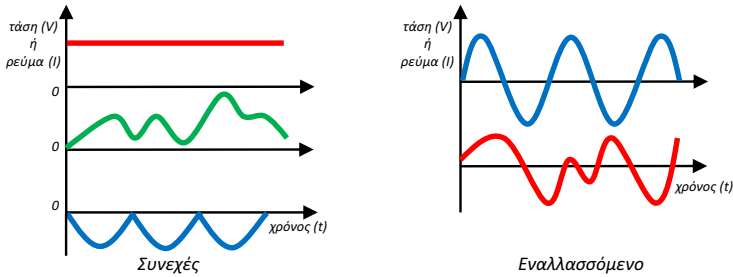 τάση (V)
ή
ρεύμα (I)
0
0
0
χρόνος (t)
Συνεχές
τάση (V)
ή
ρεύμα (I)
χρόνος (t)
Εναλλασσόμενο